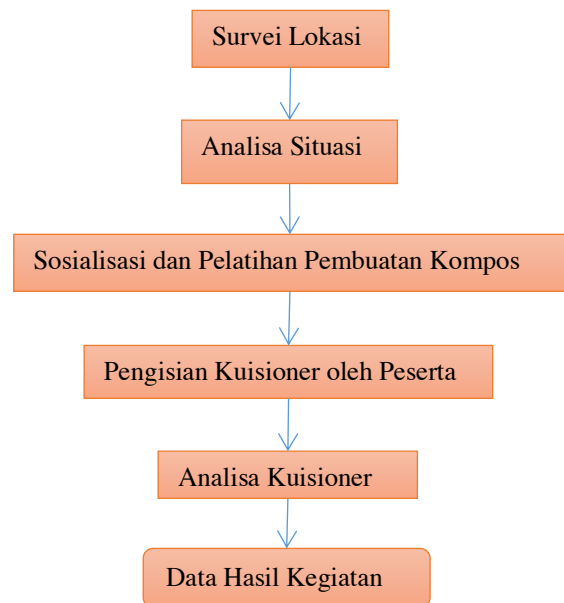 Survei Lokasi
Analisa Situasi
Sosialisasi dan Pelatihan Pembuatan Kompos
Pengisian Kuisioner oleh Peserta
Analisa Kuisioner
Data Hasil Kegiatan